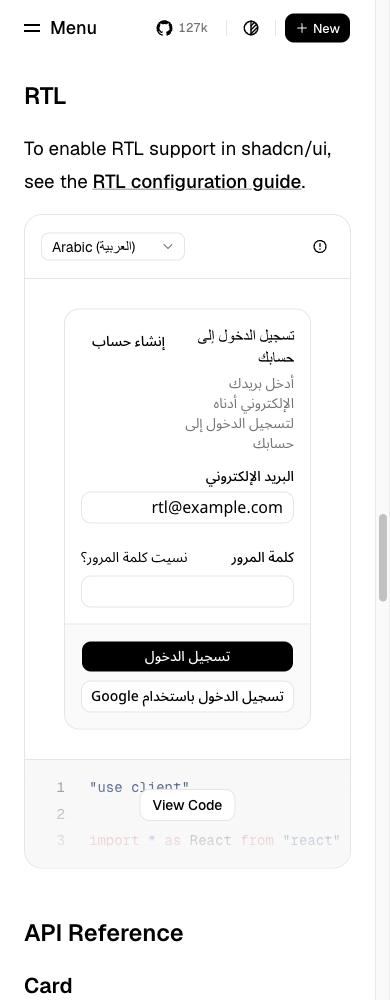 Menu 127k New
RTL
To enable RTL support in shadcn/ui,
see the RTL configuration guide.
Arabic (العربية)
تسجيل الدخول إلى
حسابك
إنشاء حساب
أدخل بريدك
الإلكتروني أدناه
لتسجيل الدخول إلى
حسابك
البريد الإلكتروني
rtl@example.com
كلمة المرور نسيت كلمة المرور؟
تسجيل الدخول
تسجيل الدخول باستخدام Google
1 "use client"
View Code
2
3 import * as React from "react"
API Reference
Card